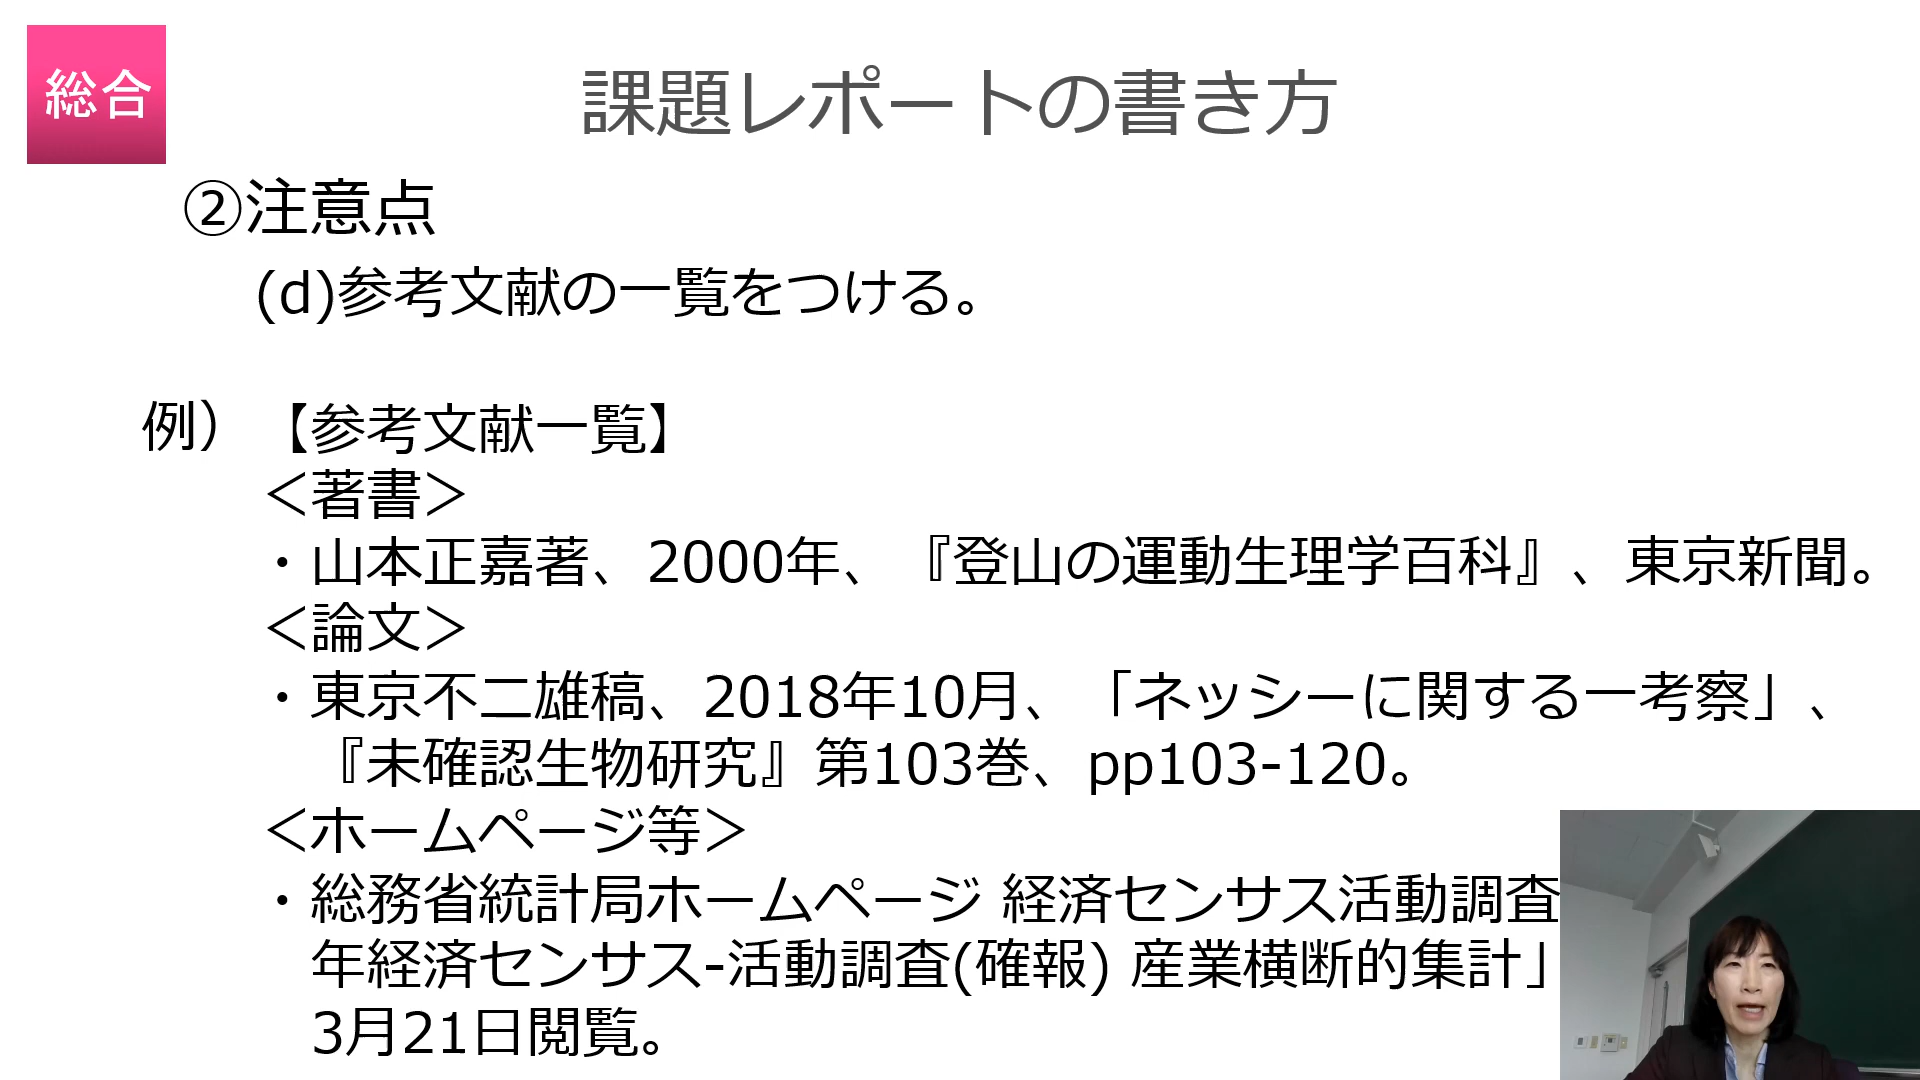 総合
課題レポートの書き方
②注意点
(d)参考文献の一覧をつける。
例）【参考文献一覧】
＜著書＞
・山本正嘉著、2000年、『登山の運動生理学百科』、東京新聞。
＜論文＞
・東京不二雄稿、2018年10月、「ネッシーに関する一考察」、
『未確認生物研究』第103巻、pp103-120。
＜ホームページ等＞
・総務省統計局ホームページ 経済センサス活動調査
年経済センサス-活動調査(確報) 産業横断的集計」
3月21日閲覧。